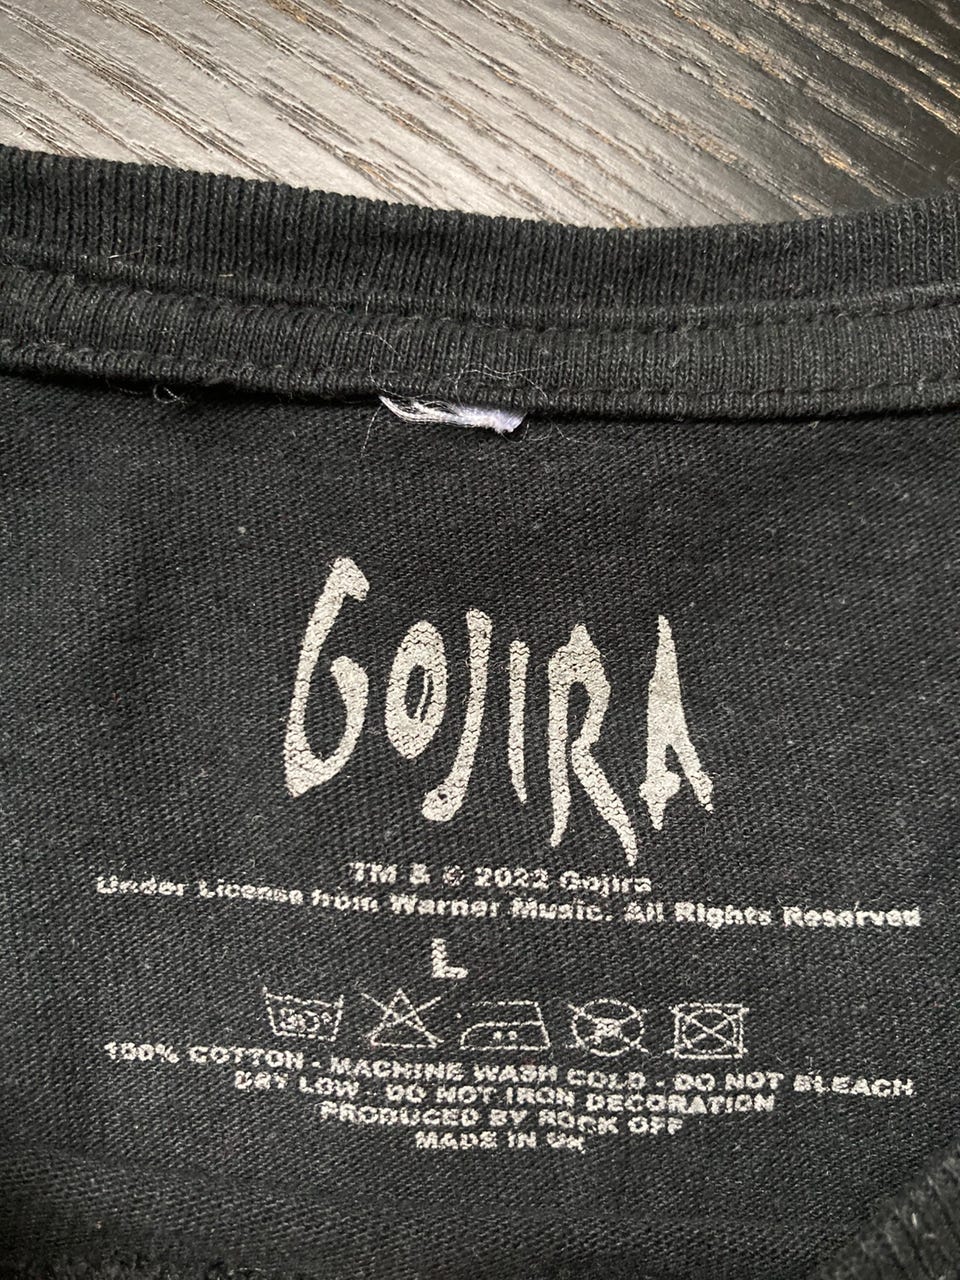 GOJIRA
TM & © 2022 Gojira
Under License from Warner Music. All Rights Reserved
L
30°
100% COTTON - MACHINE WASH COLD - DO NOT BLEACH
DRY LOW - DO NOT IRON DECORATION
PRODUCED BY ROCK OFF
MADE IN UK